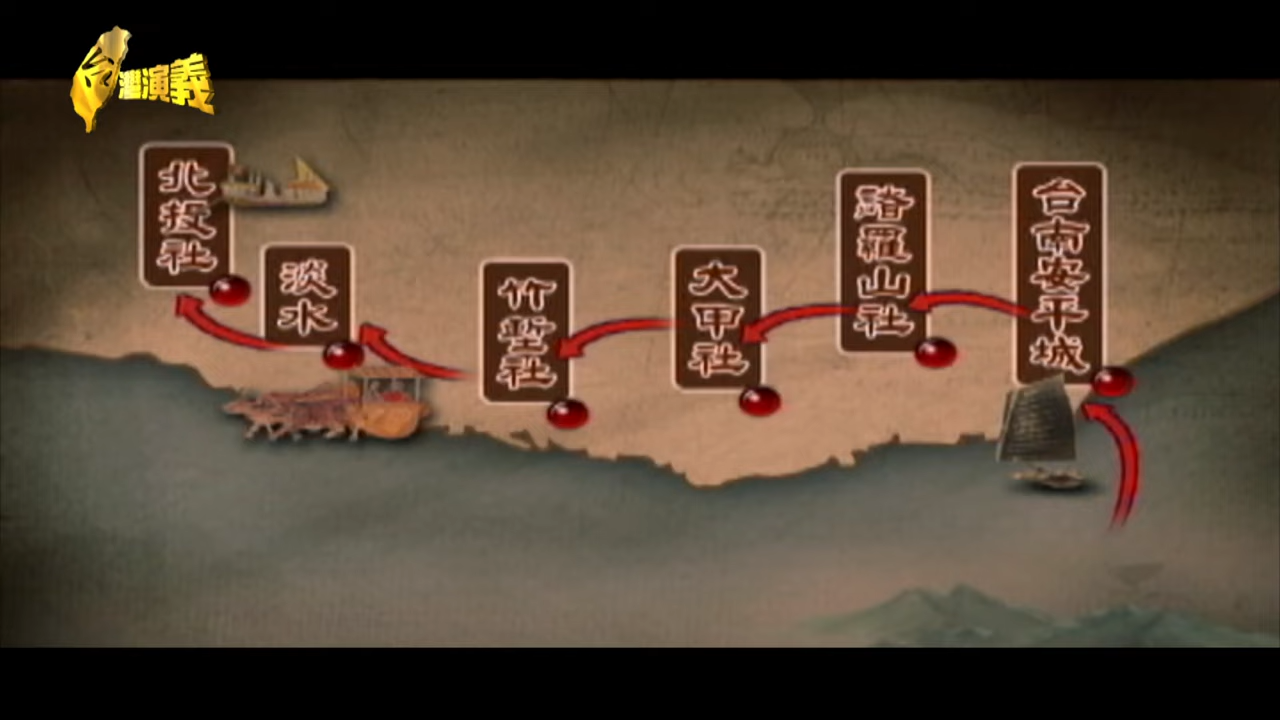 台灣演義
北投社
淡水
竹塹社
大甲社
諸羅山社
台南安平城